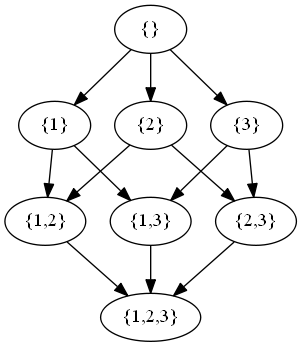 {}
{1} {2} {3}
{1,2} {1,3} {2,3}
{1,2,3}